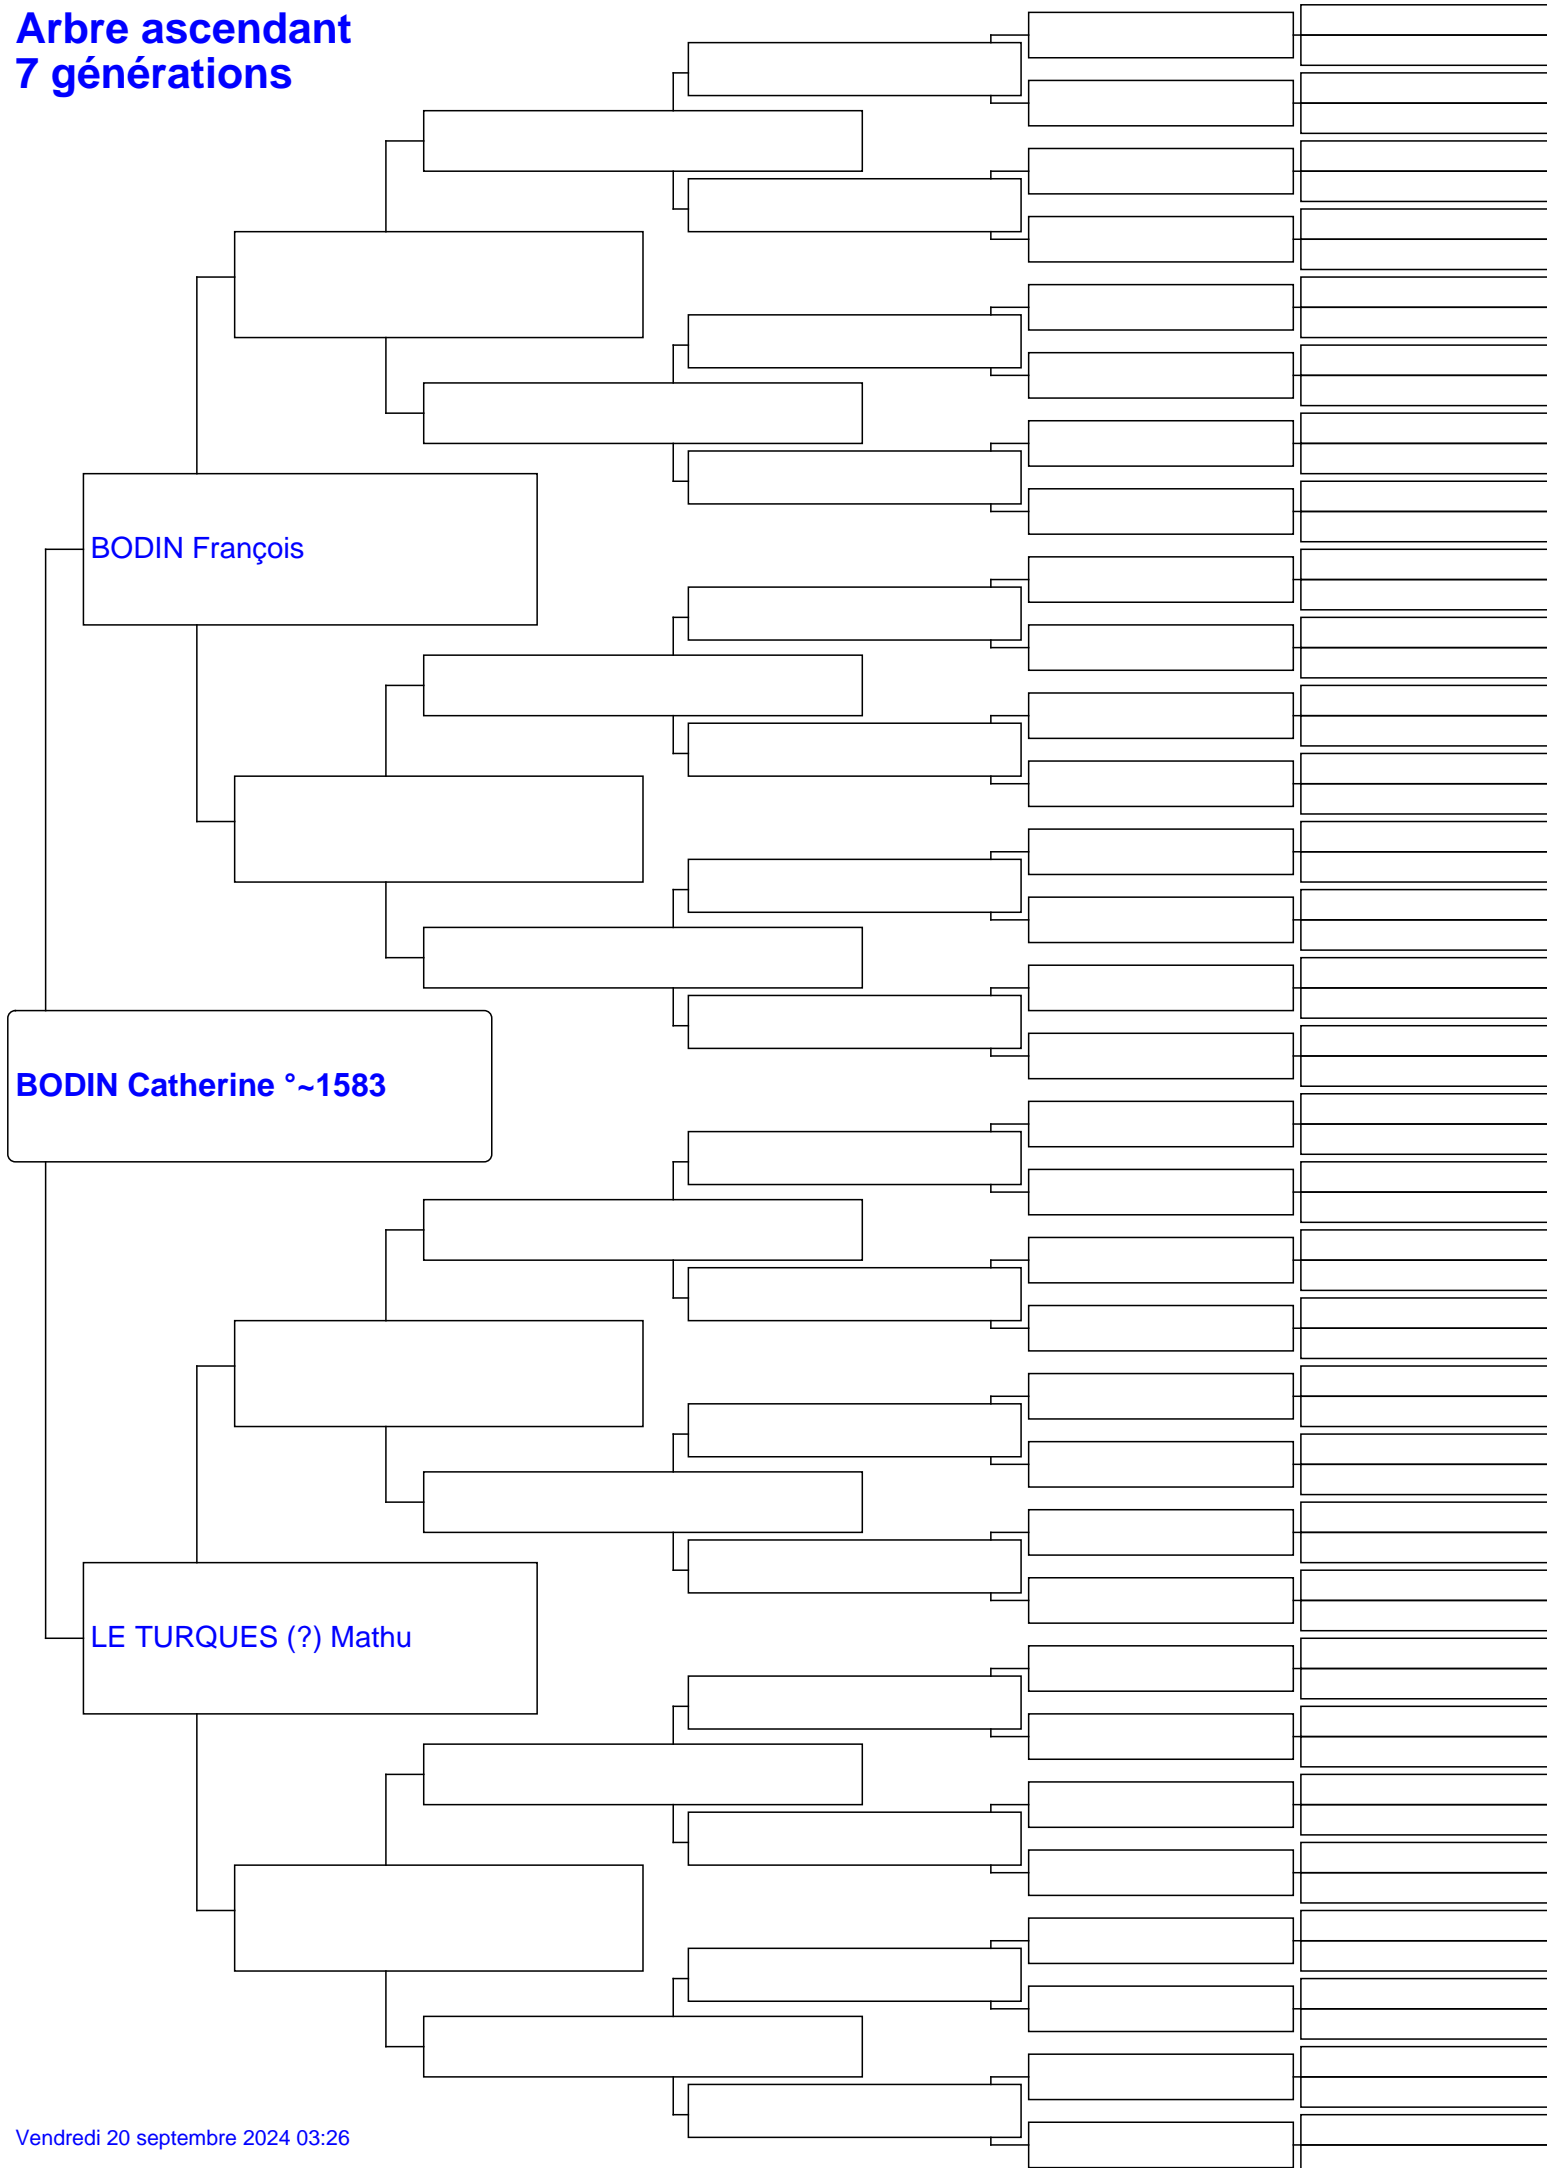 Arbre ascendant
7 générations
BODIN François
BODIN Catherine °~1583
LE TURQUES (?) Mathu
Vendredi 20 septembre 2024 03:26